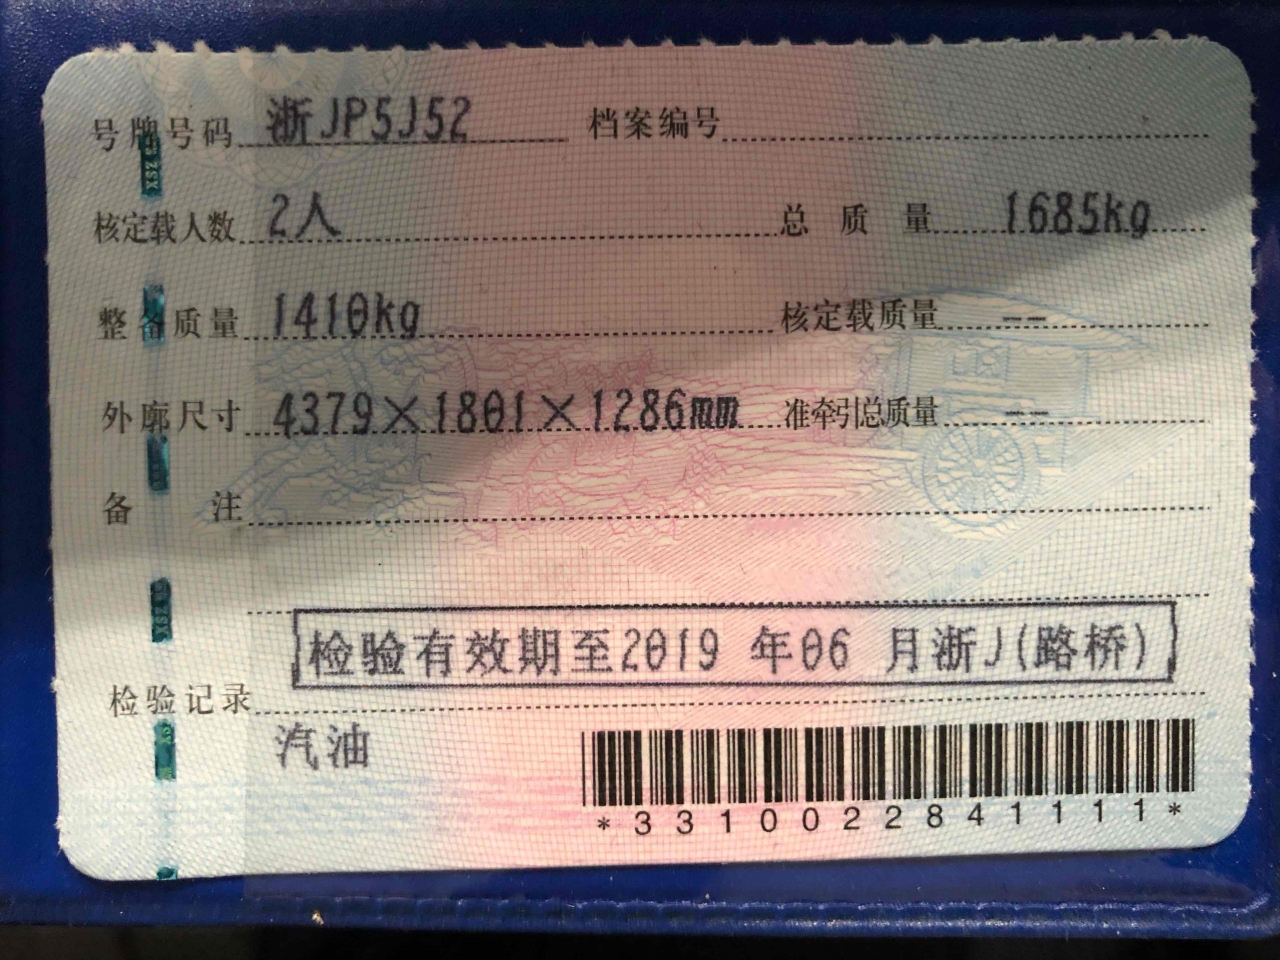 号牌号码 浙JP5J52 档案编号
核定载人数 2人 总质量 1685kg
整备质量 1410kg 核定载质量 --
外廓尺寸 4379×1801×1286mm 准牵引总质量 --
备注
检验有效期至2019 年06 月浙J(路桥)
检验记录
汽油
*3310022841111*